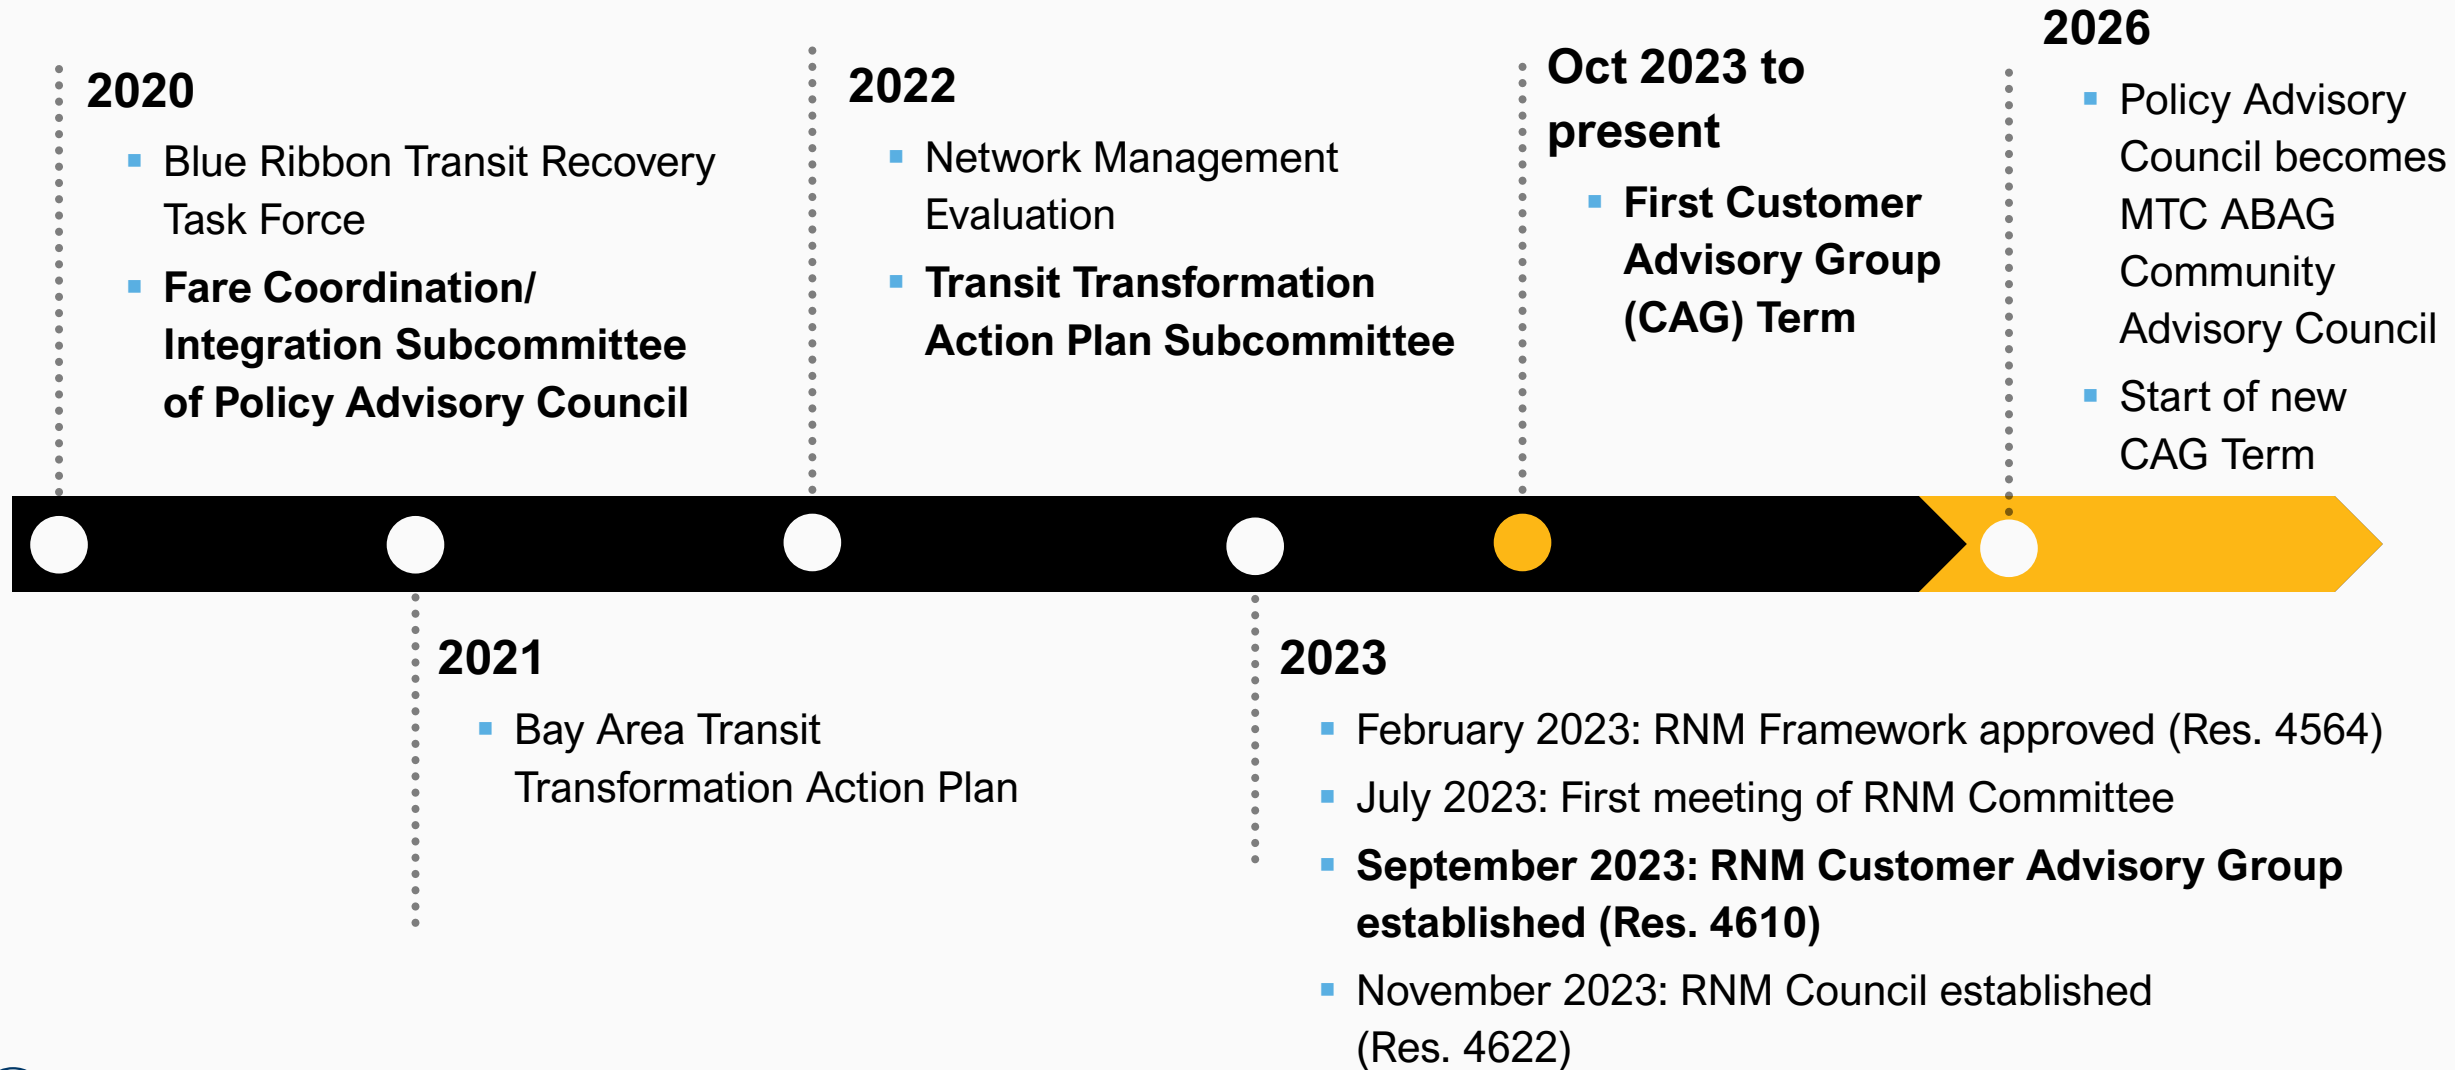 2020
Blue Ribbon Transit Recovery
Task Force
Fare Coordination/
Integration Subcommittee
of Policy Advisory Council
2022
Network Management
Evaluation
Transit Transformation
Action Plan Subcommittee
Oct 2023 to
present
First Customer
Advisory Group
(CAG) Term
2026
Policy Advisory
Council becomes
MTC ABAG
Community
Advisory Council
Start of new
CAG Term
2021
Bay Area Transit
Transformation Action Plan
2023
February 2023: RNM Framework approved (Res. 4564)
July 2023: First meeting of RNM Committee
September 2023: RNM Customer Advisory Group
established (Res. 4610)
November 2023: RNM Council established
(Res. 4622)